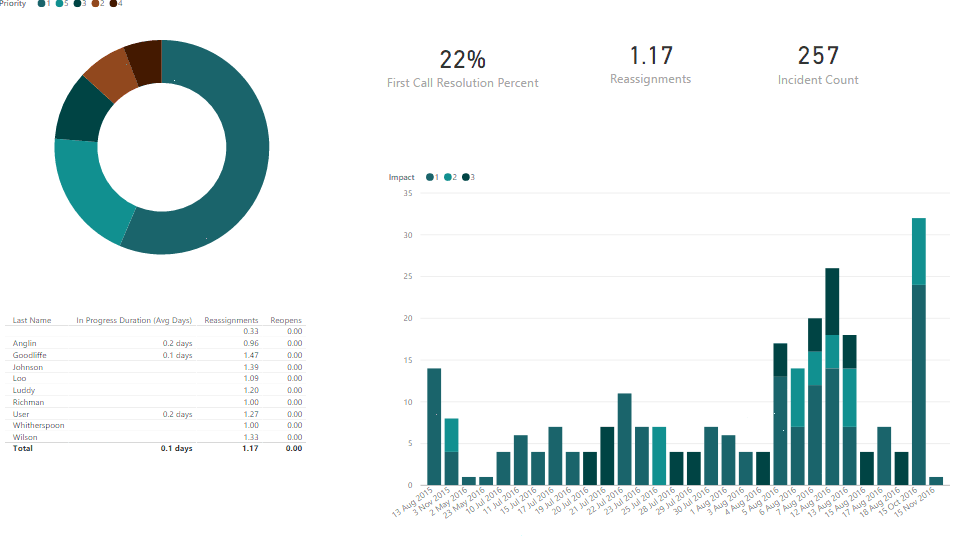 Priority 1 5 3 2 4
22%
First Call Resolution Percent
1.17
Reassignments
257
Incident Count
Impact 1 2 3
35
30
25
20
15
10
5
0
13 Aug 2015
3 Nov 2015
2 May 2016
23 May 2016
10 Jul 2016
11 Jul 2016
15 Jul 2016
17 Jul 2016
19 Jul 2016
20 Jul 2016
21 Jul 2016
22 Jul 2016
23 Jul 2016
25 Jul 2016
28 Jul 2016
29 Jul 2016
30 Jul 2016
1 Aug 2016
3 Aug 2016
4 Aug 2016
5 Aug 2016
6 Aug 2016
7 Aug 2016
8 Aug 2016
12 Aug 2016
13 Aug 2016
15 Aug 2016
17 Aug 2016
18 Aug 2016
15 Oct 2016
15 Nov 2016
Last Name In Progress Duration (Avg Days) Reassignments Reopens
0.33 0.00
Anglin 0.2 days 0.96 0.00
Goodliffe 0.1 days 1.47 0.00
Johnson 1.39 0.00
Loo 1.09 0.00
Luddy 1.20 0.00
Richman 1.00 0.00
User 0.2 days 1.27 0.00
Whitherspoon 1.00 0.00
Wilson 1.33 0.00
Total 0.1 days 1.17 0.00